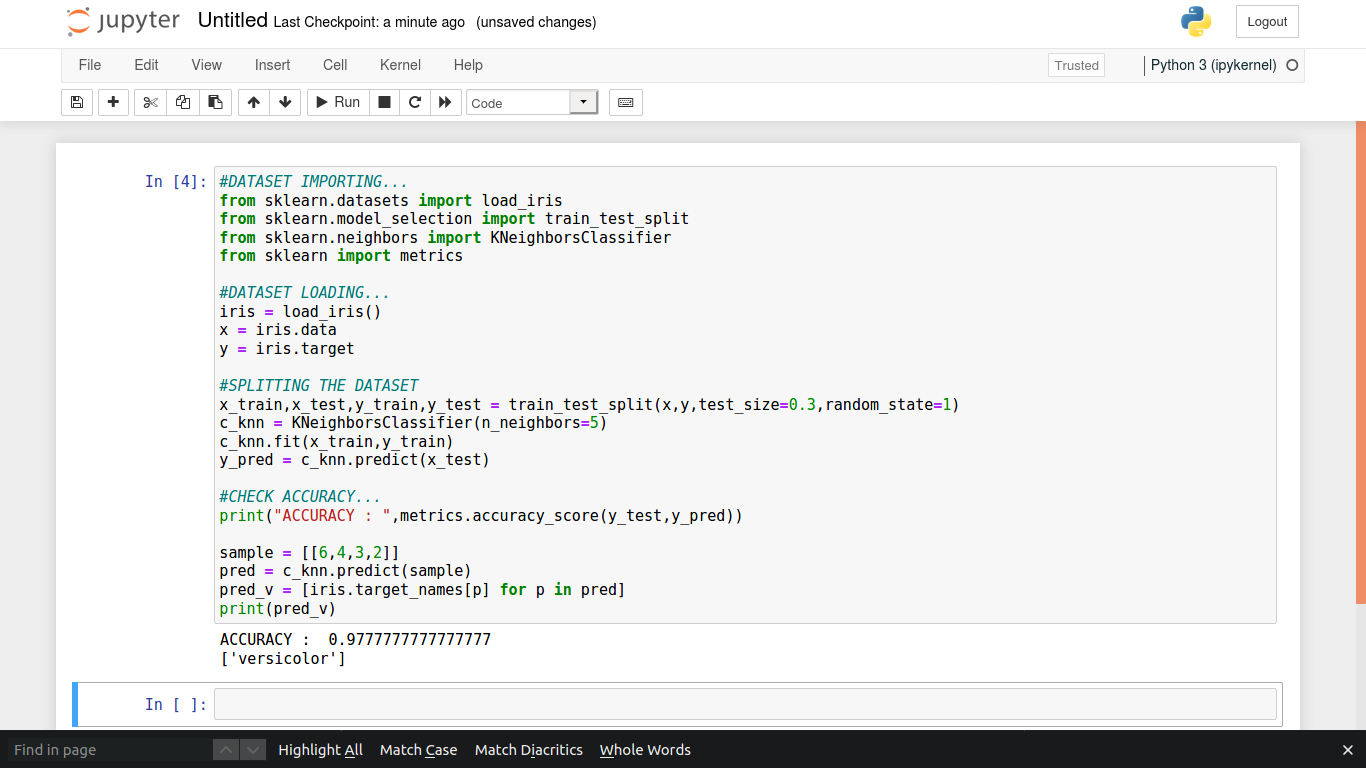 jupyter Untitled Last Checkpoint: a minute ago (unsaved changes) Logout
File Edit View Insert Cell Kernel Help Trusted Python 3 (ipykernel)
Run Code
In [4]:
#DATASET IMPORTING...
from sklearn.datasets import load_iris
from sklearn.model_selection import train_test_split
from sklearn.neighbors import KNeighborsClassifier
from sklearn import metrics
#DATASET LOADING...
iris = load_iris()
x = iris.data
y = iris.target
#SPLITTING THE DATASET
x_train,x_test,y_train,y_test = train_test_split(x,y,test_size=0.3,random_state=1)
c_knn = KNeighborsClassifier(n_neighbors=5)
c_knn.fit(x_train,y_train)
y_pred = c_knn.predict(x_test)
#CHECK ACCURACY...
print("ACCURACY : ",metrics.accuracy_score(y_test,y_pred))
sample = [[6,4,3,2]]
pred = c_knn.predict(sample)
pred_v = [iris.target_names[p] for p in pred]
print(pred_v)
ACCURACY :  0.9777777777777777
['versicolor']
In [ ]:
Find in page Highlight All Match Case Match Diacritics Whole Words